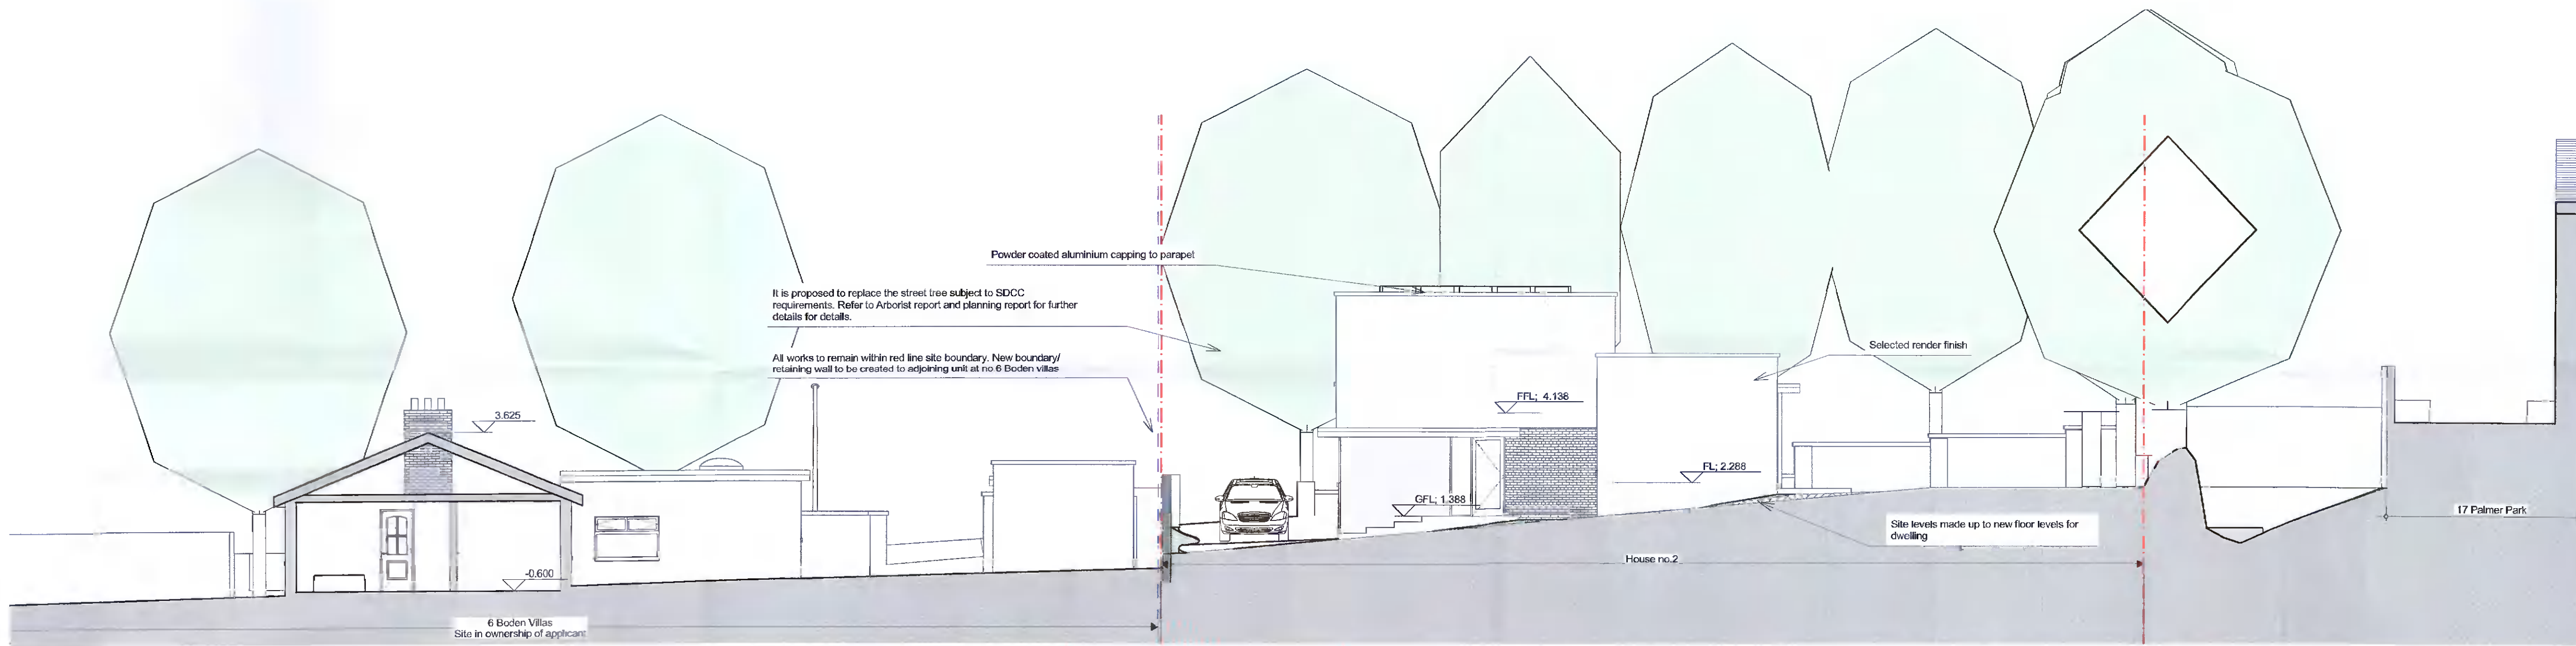 Powder coated aluminium capping to parapet
It is proposed to replace the street tree subject to SDCC
requirements. Refer to Arborist report and planning report for further
details for details.
All works to remain within red line site boundary. New boundary/
retaining wall to be created to adjoining unit at no.6 Boden villas
Selected render finish
3.625
FFL; 4.138
FL; 2.288
GFL; 1.388
-0.600
Site levels made up to new floor levels for
dwelling
17 Palmer Park
House no.2
6 Boden Villas
Site in ownership of applicant